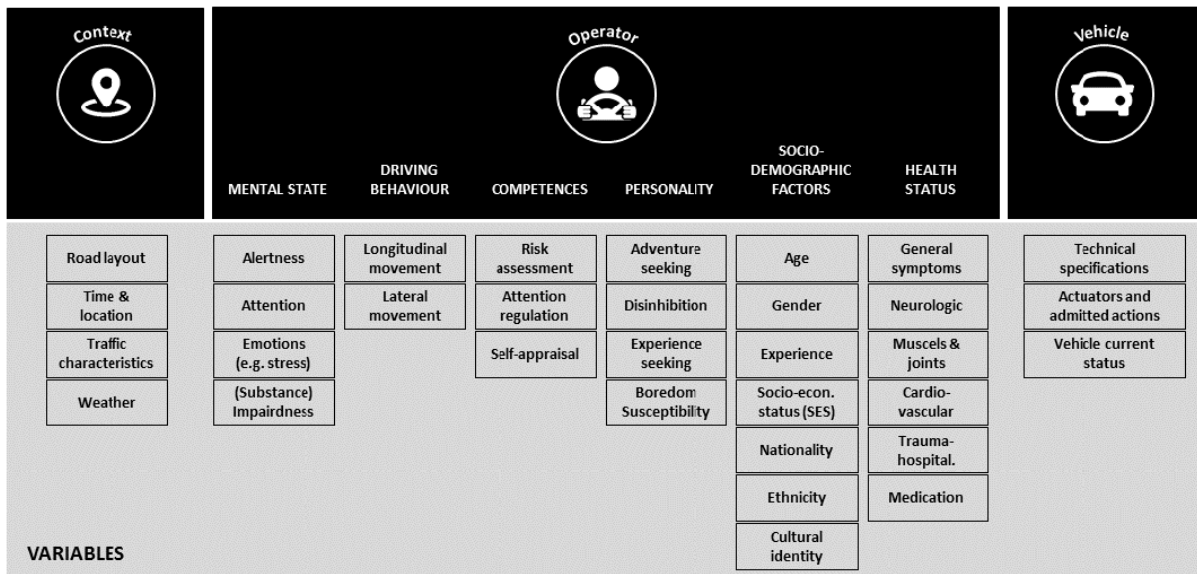 Context
Operator
Vehicle
MENTAL STATE
DRIVING
BEHAVIOUR
COMPETENCES
PERSONALITY
SOCIO-
DEMOGRAPHIC
FACTORS
HEALTH
STATUS
Road layout
Time &
location
Traffic
characteristics
Weather
Alertness
Attention
Emotions
(e.g. stress)
(Substance)
Impairdness
Longitudinal
movement
Lateral
movement
Risk
assessment
Attention
regulation
Self-appraisal
Adventure
seeking
Disinhibition
Experience
seeking
Boredom
Susceptibility
Age
Gender
Experience
Socio-econ.
status (SES)
Nationality
Ethnicity
Cultural
identity
General
symptoms
Neurologic
Muscels &
joints
Cardio-
vascular
Trauma-
hospital.
Medication
Technical
specifications
Actuators and
admitted actions
Vehicle current
status
VARIABLES